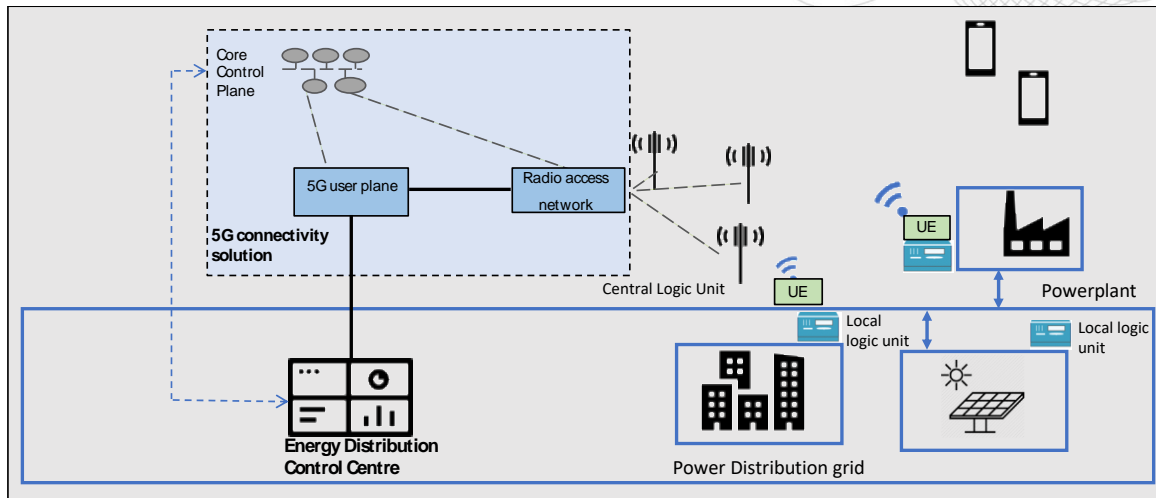 Core
Control
Plane
5G user plane
Radio access
network
5G connectivity
solution
Central Logic Unit
UE
UE
Powerplant
Local
logic unit
Local logic
unit
Energy Distribution
Control Centre
Power Distribution grid